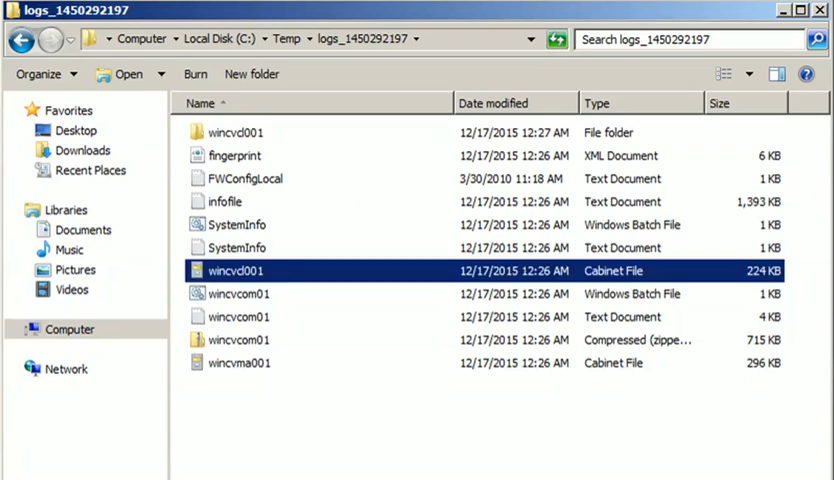 logs_1450292197
Computer Local Disk (C:) Temp logs_1450292197 Search logs_1450292197
Organize Open Burn New folder
Name Date modified Type Size
Favorites
Desktop
Downloads
Recent Places
Libraries
Documents
Music
Pictures
Videos
Computer
Network
wincvcl001 12/17/2015 12:27 AM File folder
fingerprint 12/17/2015 12:26 AM XML Document 6 KB
FWConfigLocal 3/30/2010 11:18 AM Text Document 1 KB
infofile 12/17/2015 12:26 AM Text Document 1,393 KB
SystemInfo 12/17/2015 12:26 AM Windows Batch File 1 KB
SystemInfo 12/17/2015 12:26 AM Text Document 1 KB
wincvcl001 12/17/2015 12:26 AM Cabinet File 224 KB
wincvcom01 12/17/2015 12:26 AM Windows Batch File 1 KB
wincvcom01 12/17/2015 12:26 AM Text Document 4 KB
wincvcom01 12/17/2015 12:26 AM Compressed (zippe... 715 KB
wincvma001 12/17/2015 12:26 AM Cabinet File 296 KB